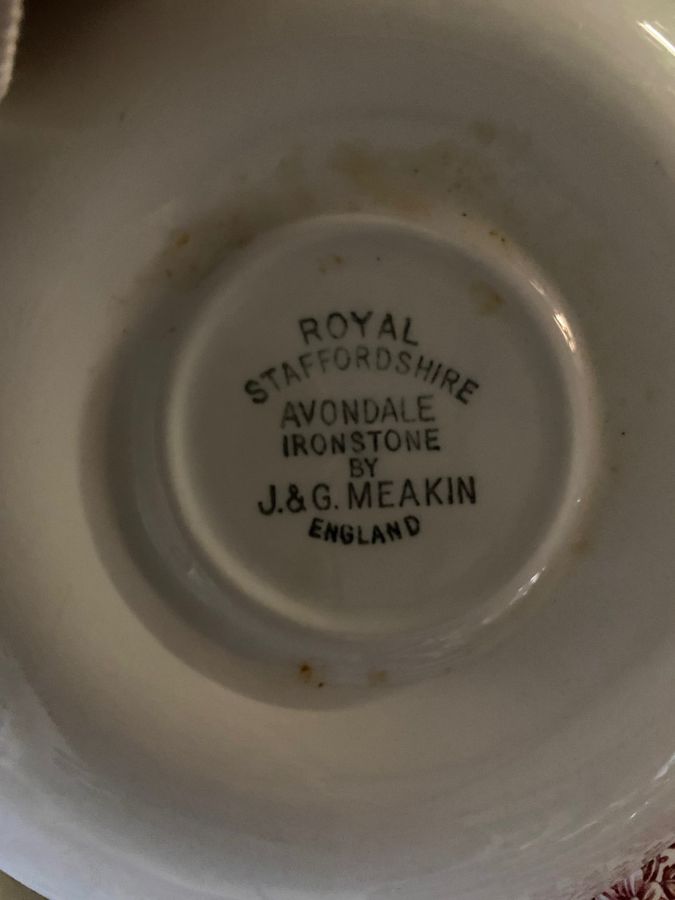 ROYAL
STAFFORDSHIRE
AVONDALE
IRONSTONE
BY
J.&G. MEAKIN
ENGLAND